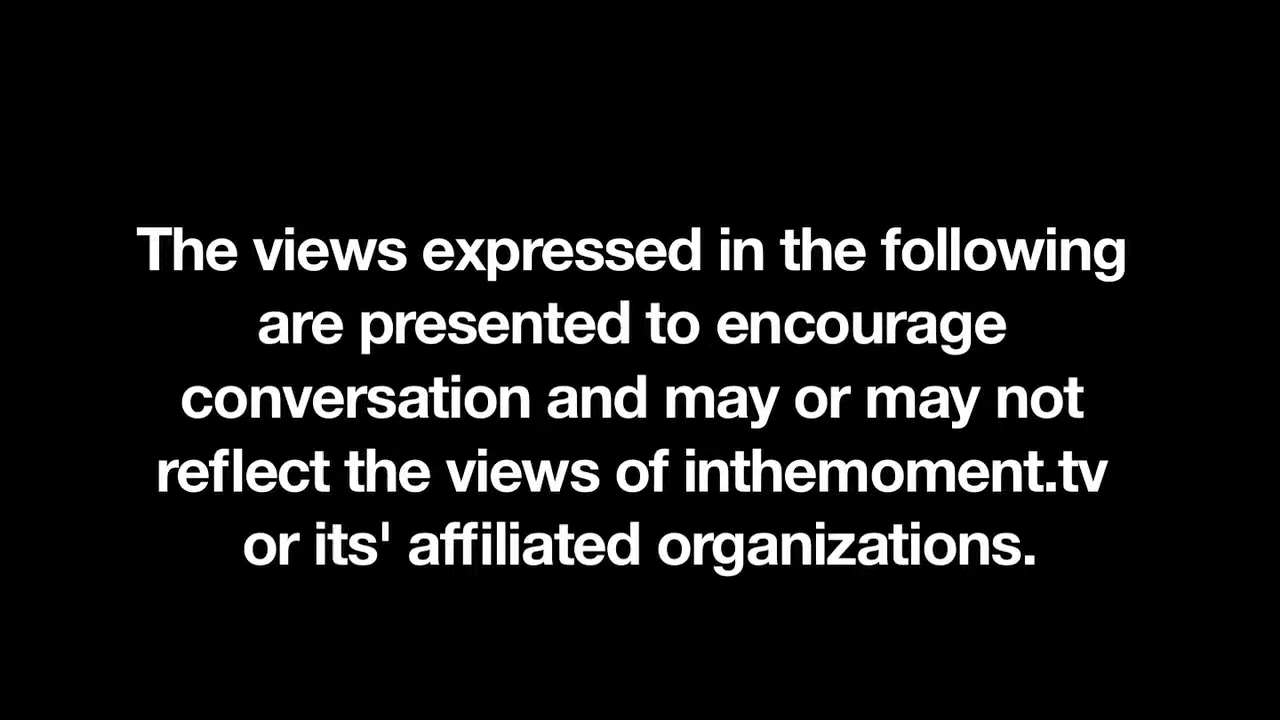 The views expressed in the following
are presented to encourage
conversation and may or may not
reflect the views of inthemoment.tv
or its' affiliated organizations.